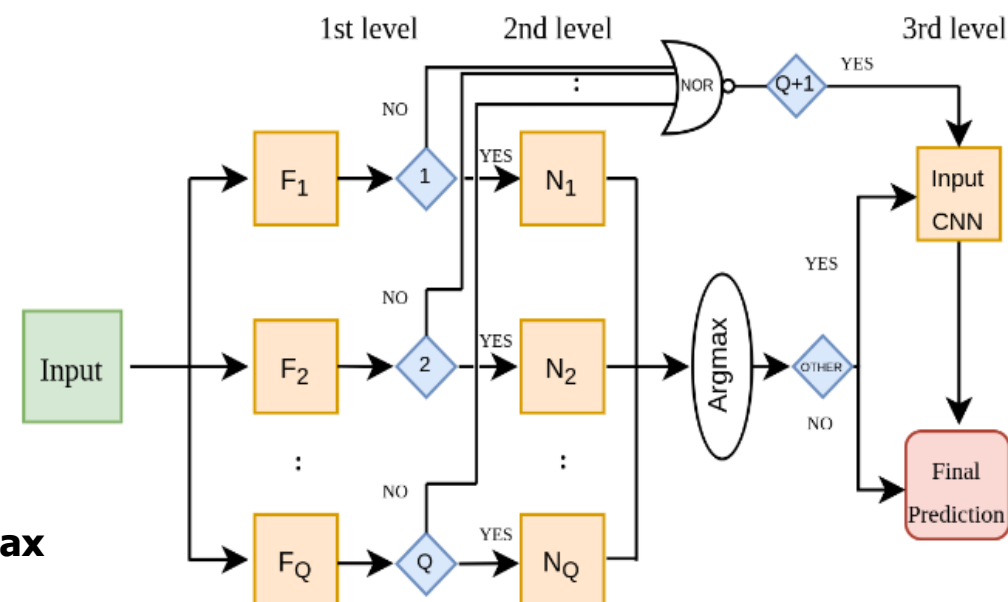 1st level 2nd level 3rd level
YES
NOR Q+1
NO
YES
F1 1 N1 Input
CNN
YES
NO
YES
Input F2 2 N2 Argmax OTHER
NO
:
: :
NO Final
Prediction
YES
ax
FQ Q NQ